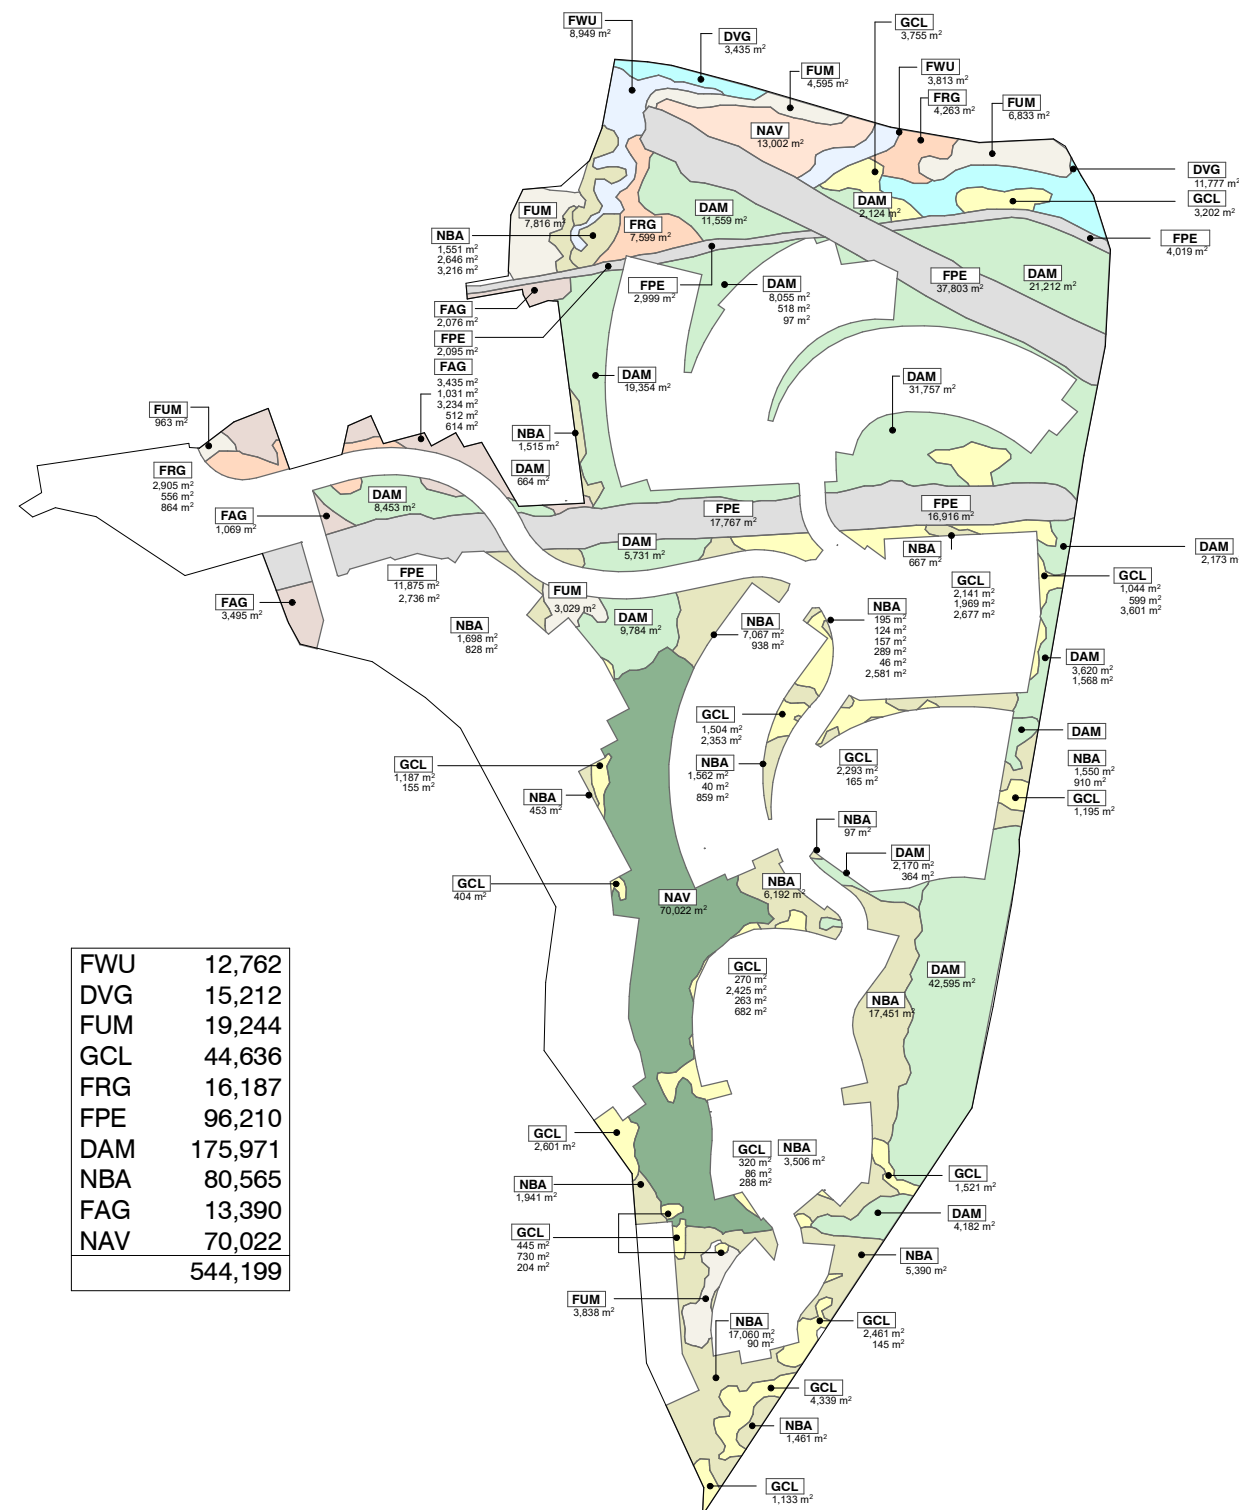 FWU
8,949 m²
DVG
3,435 m²
GCL
3,755 m²
FUM
4,595 m²
FWU
3,813 m²
FRG
4,263 m²
FUM
6,833 m²
NAV
13,002 m²
DVG
11,777 m²
GCL
3,202 m²
FUM
7,816 m²
DAM
11,559 m²
DAM
2,124 m²
FRG
7,599 m²
NBA
1,551 m²
2,646 m²
3,216 m²
FPE
4,019 m²
FPE
2,999 m²
DAM
8,055 m²
518 m²
97 m²
FPE
37,803 m²
DAM
21,212 m²
FAG
2,076 m²
FPE
2,095 m²
FAG
3,435 m²
1,031 m²
3,234 m²
512 m²
614 m²
DAM
19,354 m²
DAM
31,757 m²
FUM
963 m²
NBA
1,515 m²
FRG
2,905 m²
556 m²
864 m²
DAM
664 m²
DAM
8,453 m²
FAG
1,069 m²
FPE
17,767 m²
FPE
16,916 m²
DAM
5,731 m²
NBA
667 m²
DAM
2,173 m
FPE
11,875 m²
2,736 m²
GCL
2,141 m²
1,969 m²
2,677 m²
GCL
1,044 m²
599 m²
3,601 m²
FUM
3,029 m²
FAG
3,495 m²
DAM
9,784 m²
NBA
1,698 m²
828 m²
NBA
7,067 m²
938 m²
NBA
195 m²
124 m²
157 m²
289 m²
46 m²
2,581 m²
DAM
3,620 m²
1,568 m²
GCL
1,504 m²
2,353 m²
DAM
NBA
1,550 m²
910 m²
GCL
1,187 m²
155 m²
NBA
1,562 m²
40 m²
859 m²
GCL
2,293 m²
165 m²
NBA
453 m²
GCL
1,195 m²
NBA
97 m²
DAM
2,170 m²
364 m²
GCL
404 m²
NBA
6,192 m²
NAV
70,022 m²
GCL
270 m²
2,425 m²
263 m²
682 m²
DAM
42,595 m²
NBA
17,451 m²
FWU 12,762
DVG 15,212
FUM 19,244
GCL 44,636
FRG 16,187
FPE 96,210
DAM 175,971
NBA 80,565
FAG 13,390
NAV 70,022
544,199
GCL
2,601 m²
GCL
320 m²
86 m²
288 m²
NBA
3,506 m²
NBA
1,941 m²
GCL
1,521 m²
DAM
4,182 m²
GCL
445 m²
730 m²
204 m²
NBA
5,390 m²
FUM
3,838 m²
NBA
17,060 m²
90 m²
GCL
2,461 m²
145 m²
GCL
4,339 m²
NBA
1,461 m²
GCL
1,133 m²